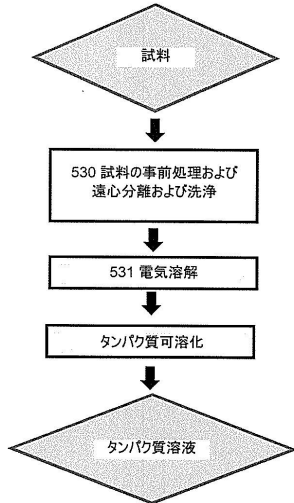 試料
530 試料の事前処理および
遠心分離および洗浄
531 電気溶解
タンパク質可溶化
タンパク質溶液